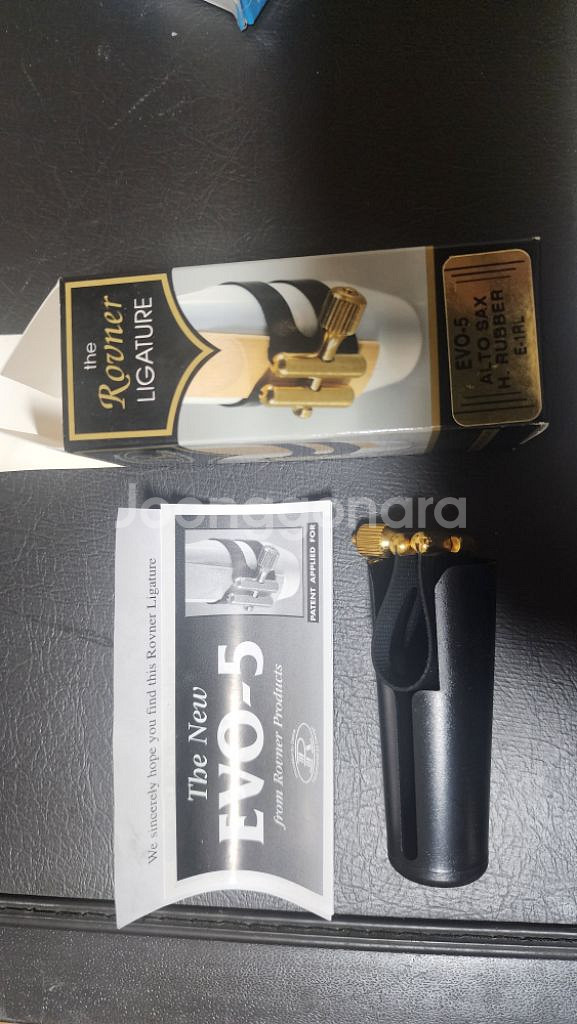 the
Rovner
LIGATURE
EVO-5
ALTO SAX
H. RUBBER
E-1RL
Joonggonara
We sincerely hope you find this Rovner Ligature
The New
EVO-5
from Rovner Products
PATENT APPLIED FOR
R